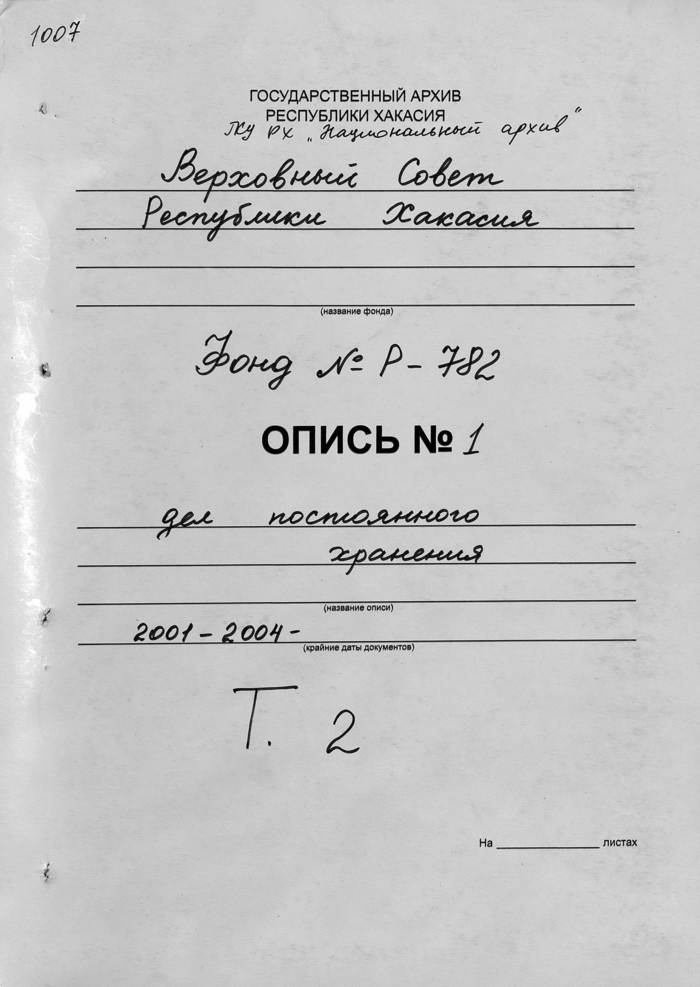 1007
ГОСУДАРСТВЕННЫЙ АРХИВ
РЕСПУБЛИКИ ХАКАСИЯ
ГКУ РХ „Национальный архив"
Верховный Совет
Республики Хакасия
(название фонда)
Фонд № Р-782
ОПИСЬ № 1
дел постоянного
хранения
(название описи)
2001-2004-
(крайние даты документов)
Т. 2
На ______ листах